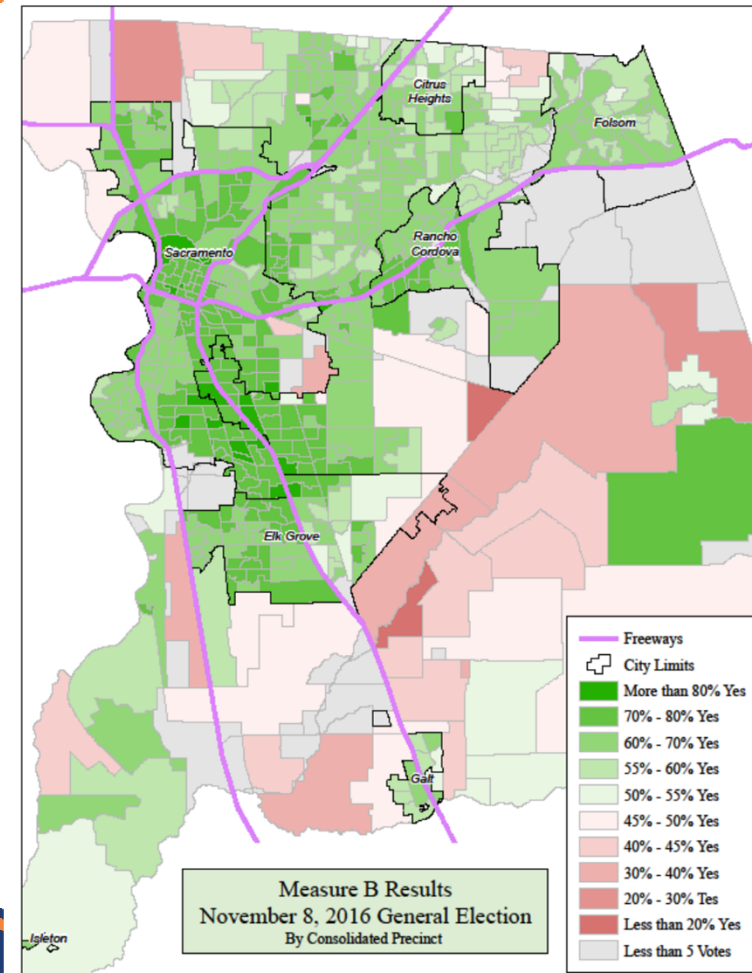 Citrus
Heights
Folsom
Rancho
Cordova
Sacramento
Elk Grove
Galt
Isleton
Freeways
City Limits
More than 80% Yes
70% - 80% Yes
60% - 70% Yes
55% - 60% Yes
50% - 55% Yes
45% - 50% Yes
40% - 45% Yes
30% - 40% Yes
20% - 30% Tes
Less than 20% Yes
Less than 5 Votes
Measure B Results
November 8, 2016 General Election
By Consolidated Precinct